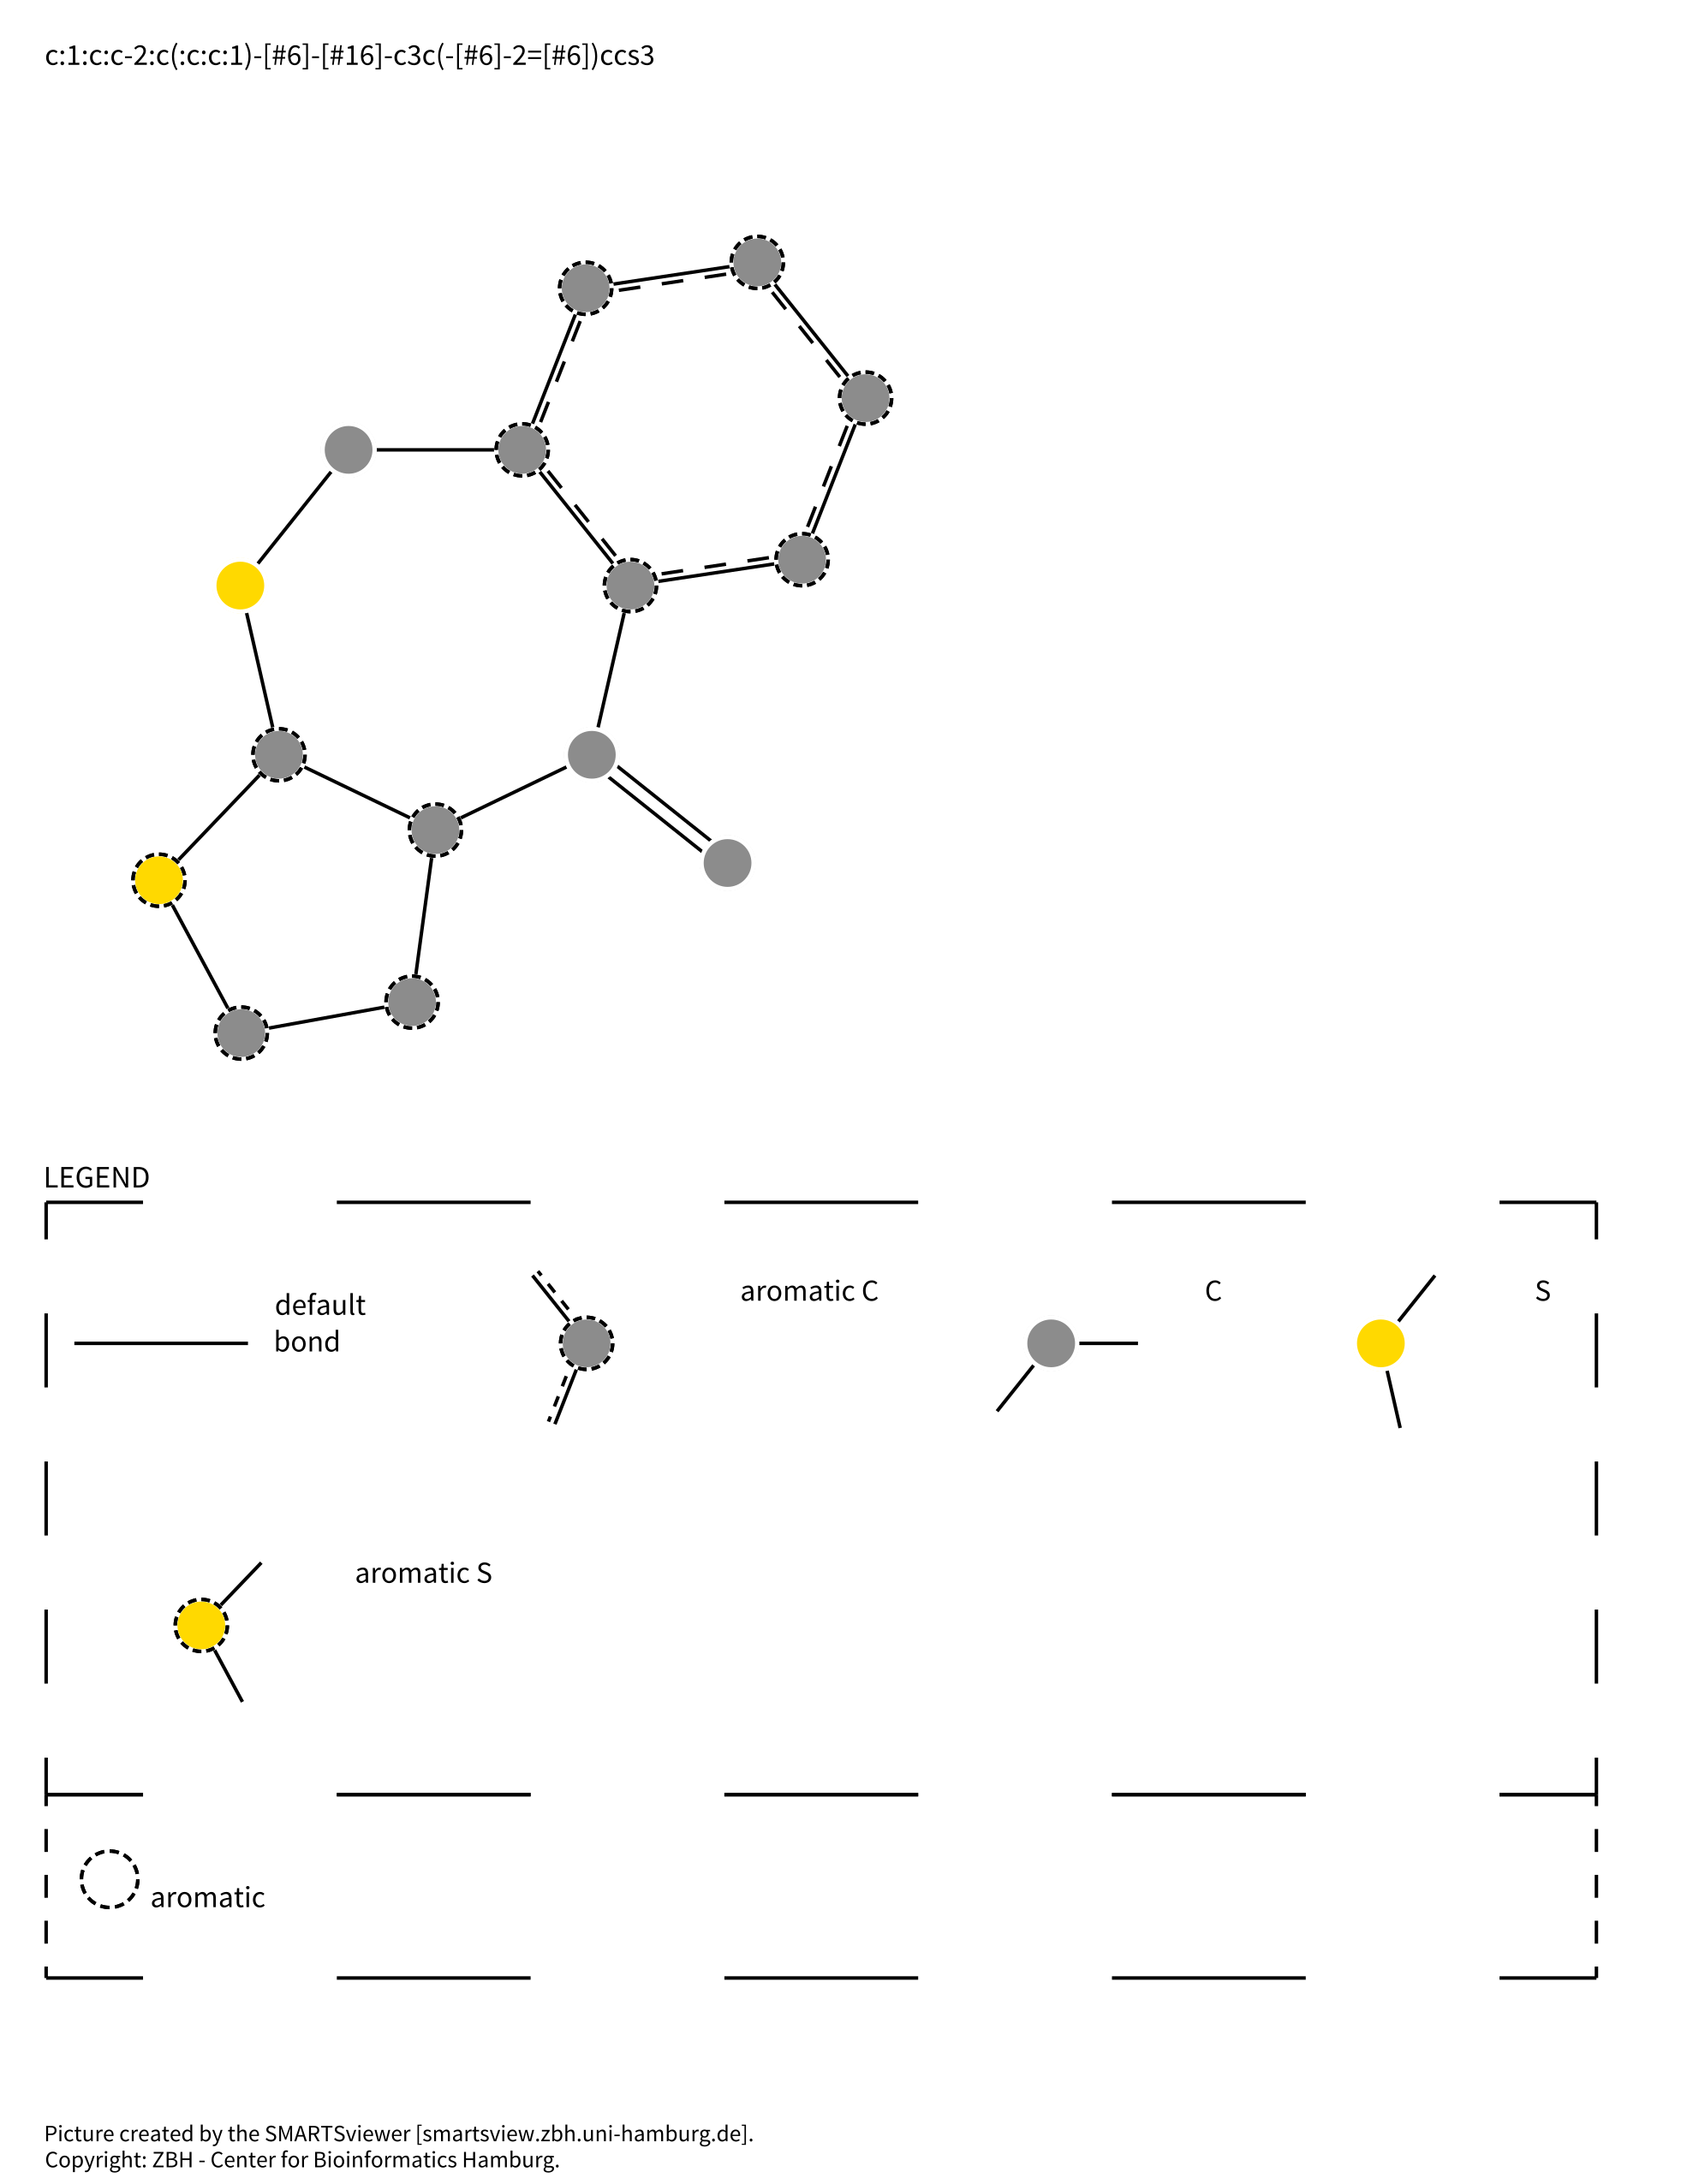 c:1:c:c-2:c(:c:c:1)-[#6]-[#16]-c3c(-[#6]-2=[#6])ccs3
LEGEND
default
bond
aromatic C
C
S
aromatic S
aromatic
Picture created by the SMARTSviewer [smartsview.zbh.uni-hamburg.de].
Copyright: ZBH - Center for Bioinformatics Hamburg.